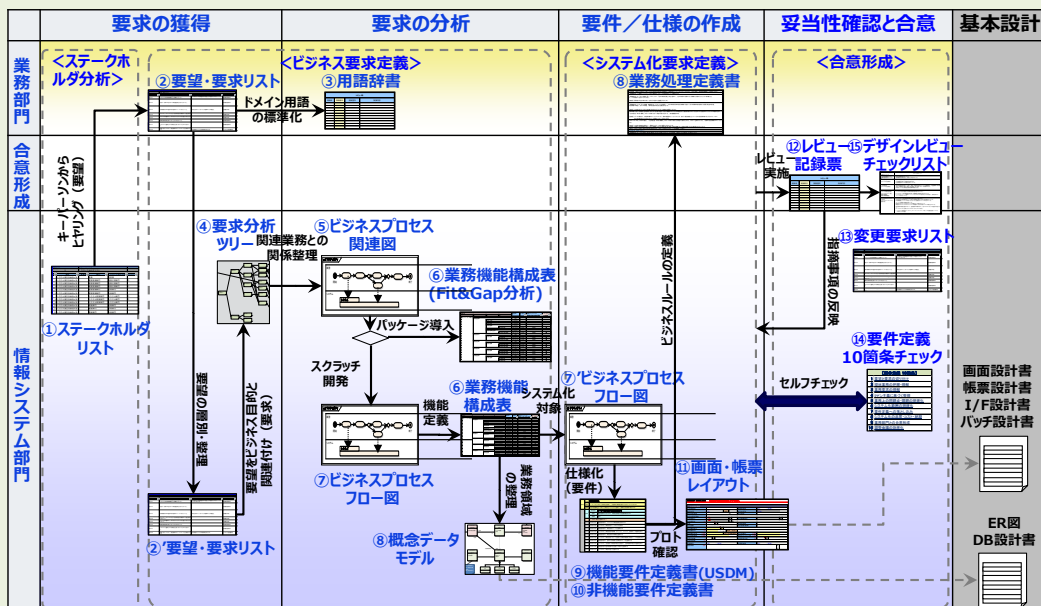 要求の獲得
要求の分析
要件／仕様の作成
妥当性確認と合意
基本設計
業務部門
合意形成
情報システム部門
<ステークホ
ルダ分析>
<ビジネス要求定義>
<システム化要求定義>
<合意形成>
②要望・要求リスト
ドメイン用語
の標準化
③用語辞書
⑧業務処理定義書
キーパーソンから
ヒヤリング（要望）
レビュー
実施
⑫レビュー
記録票
⑮デザインレビュー
チェックリスト
①ステークホルダ
リスト
④要求分析
ツリー
関連業務との
関係整理
⑤ビジネスプロセス
関連図
⑥業務機能構成表
(Fit&Gap分析)
パッケージ導入
スクラッチ
開発
ビジネスルールの定義
指摘事項の反映
⑬変更要求リスト
⑭要件定義
10箇条チェック
セルフチェック
要望の層別・整理
要望をビジネス目的と
関連付け（要求）
②’要望・要求リスト
機能
定義
⑥業務機能
構成表
システム化
対象
⑦’ビジネスプロセス
フロー図
⑦ビジネスプロセス
フロー図
業務領域
の整理
⑧概念データ
モデル
仕様化
(要件)
プロト
確認
⑪画面・帳票
レイアウト
⑨機能要件定義書(USDM)
⑩非機能要件定義書
画面設計書
帳票設計書
I/F設計書
バッチ設計書
ER図
DB設計書